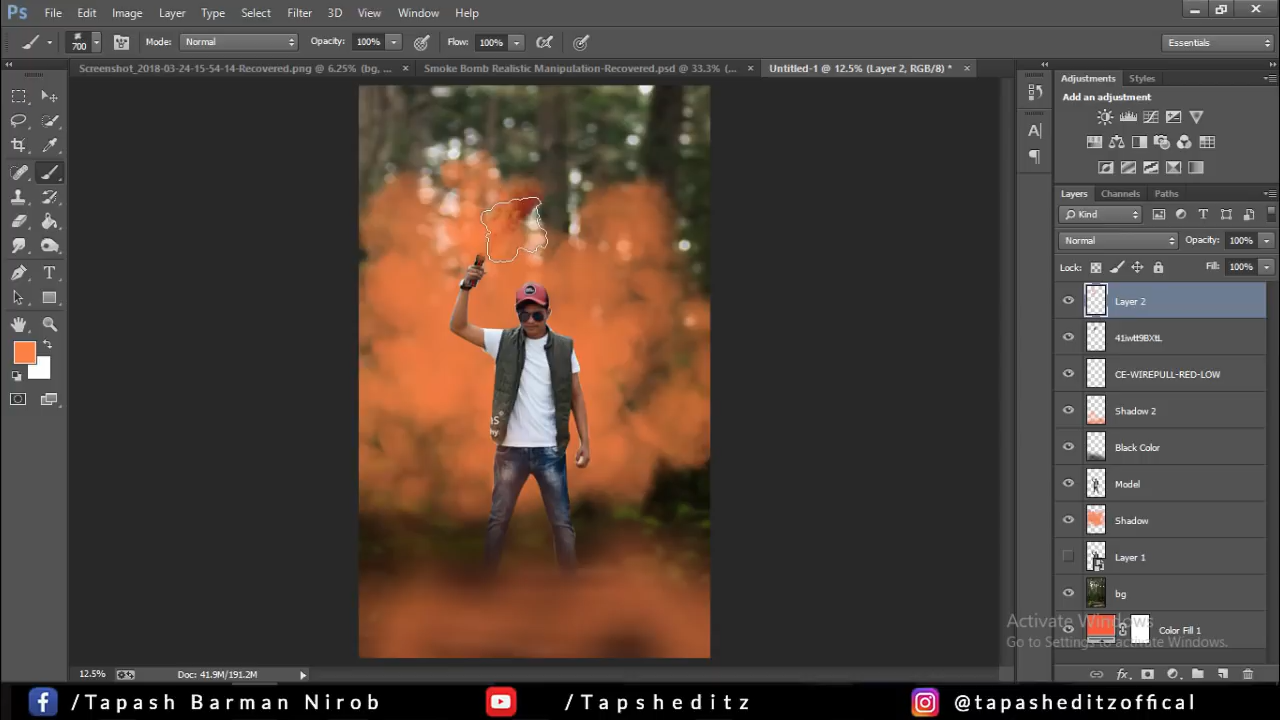 Ps File Edit Image Layer Type Select Filter 3D View Window Help
700 Mode: Normal Opacity: 100% Flow: 100% Essentials
Screenshot_2018-03-24-15-54-14-Recovered.png @ 6.25% (bg, ... × Smoke Bomb Realistic Manipulation-Recovered.psd @ 33.3% (... × Untitled-1 @ 12.5% (Layer 2, RGB/8) * ×
Adjustments Styles
Add an adjustment
Layers Channels Paths
Kind
Normal Opacity: 100%
Lock: Fill: 100%
Layer 2
41iwtt9BXtL
CE-WIREPULL-RED-LOW
Shadow 2
Black Color
Model
Shadow
Layer 1
bg
Color Fill 1
Activate Windows
Go to Settings to activate Windows.
12.5% Doc: 41.9M/191.2M
/Tapash Barman Nirob /Tapsheditz @tapasheditzoffical